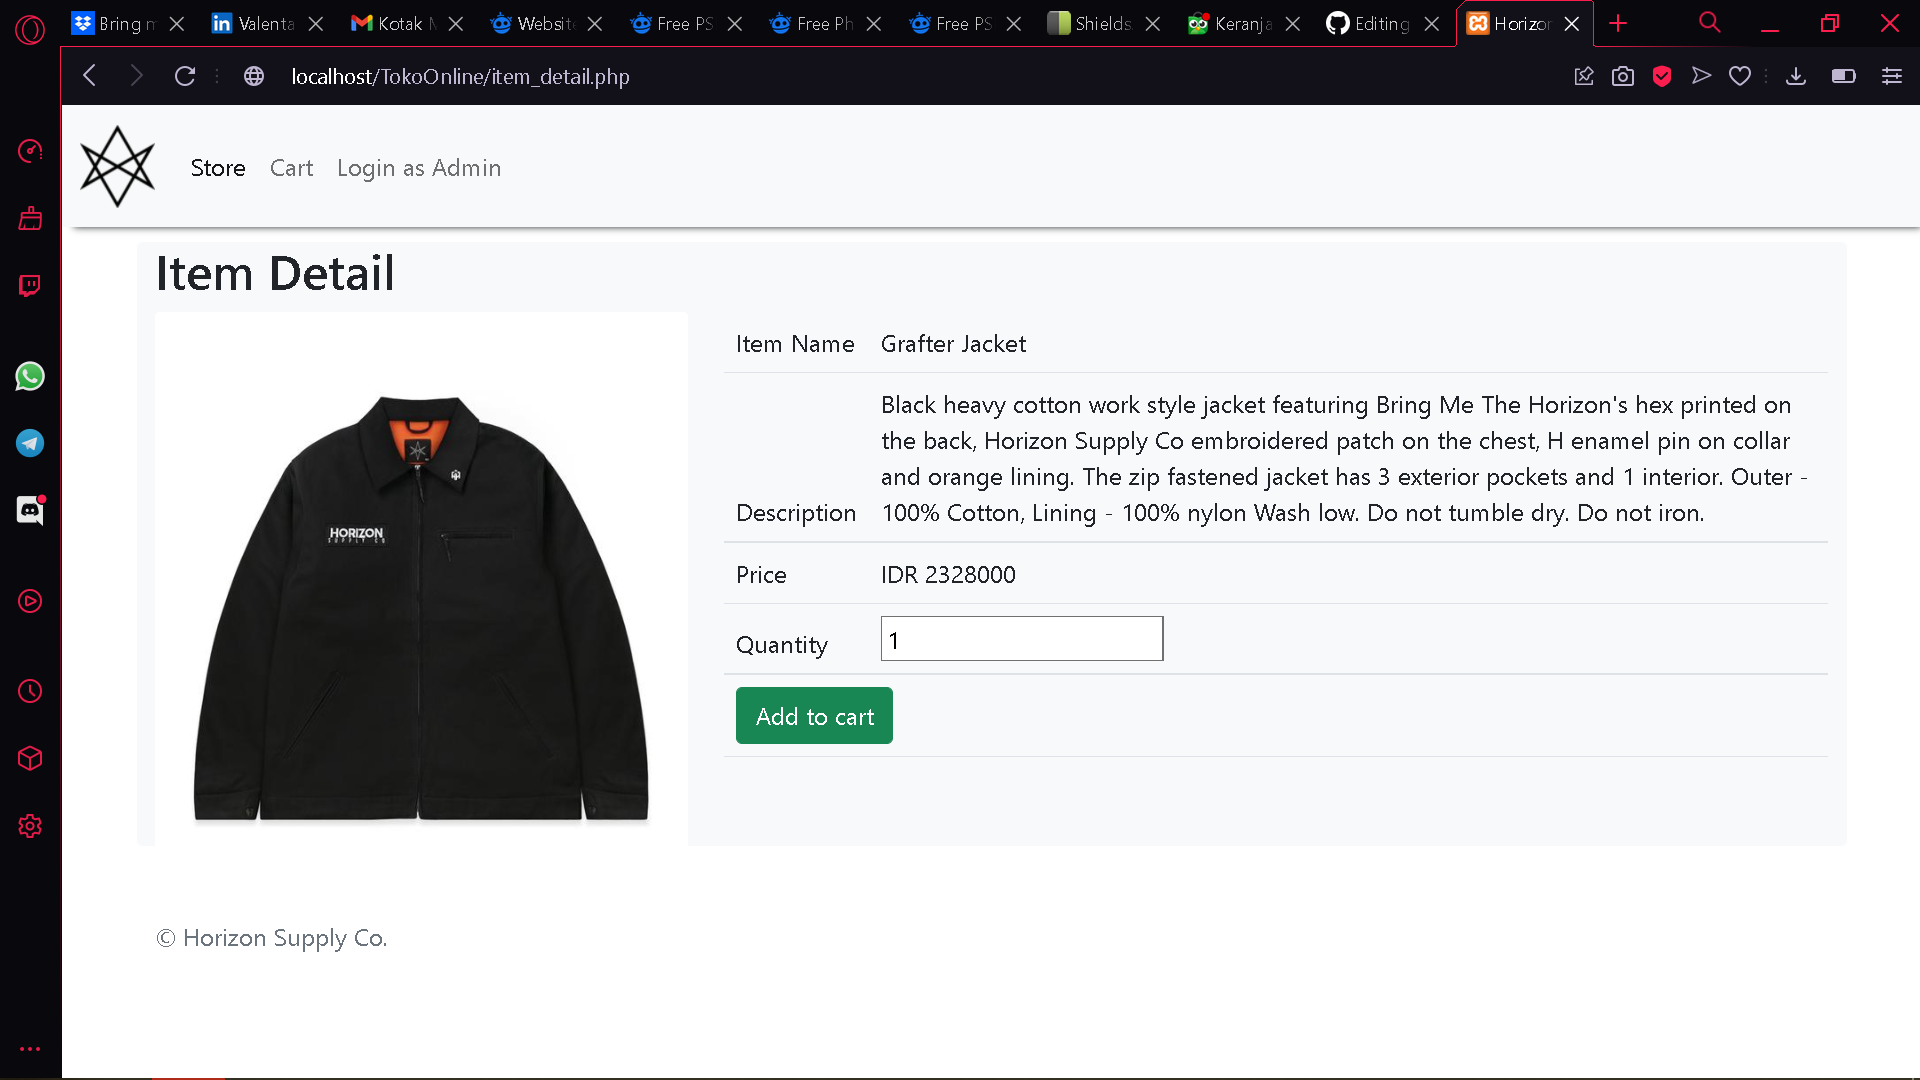 Bring m
Valenta
Kotak M
Website
Free PS
Free Ph
Free PS
Shields
Keranja
Editing
Horizon
localhost/TokoOnline/item_detail.php
Store
Cart
Login as Admin
Item Detail
HORIZON
SUPPLY CO
Item Name
Grafter Jacket
Description
Black heavy cotton work style jacket featuring Bring Me The Horizon's hex printed on
the back, Horizon Supply Co embroidered patch on the chest, H enamel pin on collar
and orange lining. The zip fastened jacket has 3 exterior pockets and 1 interior. Outer -
100% Cotton, Lining - 100% nylon Wash low. Do not tumble dry. Do not iron.
Price
IDR 2328000
Quantity
1
Add to cart
© Horizon Supply Co.